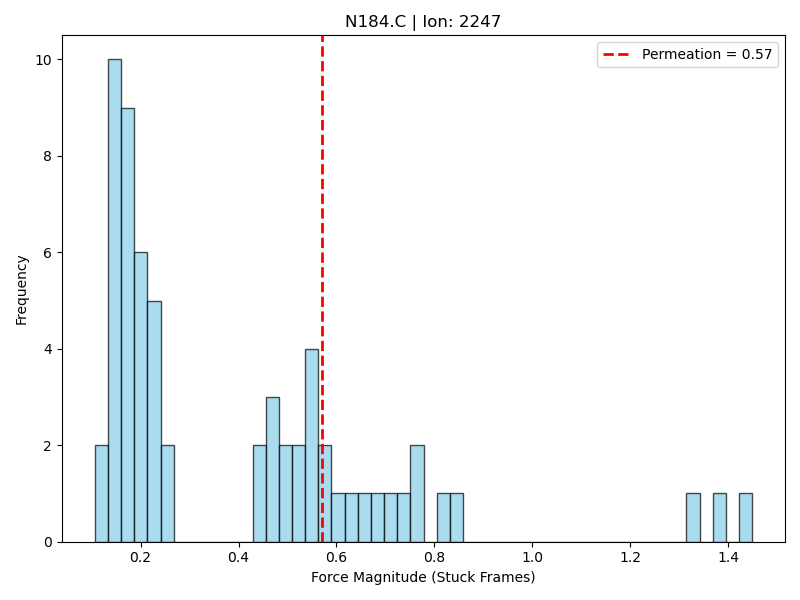 N184.C | Ion: 2247
Permeation = 0.57
Frequency
10
8
6
4
2
0
0.2 0.4 0.6 0.8 1.0 1.2 1.4
Force Magnitude (Stuck Frames)